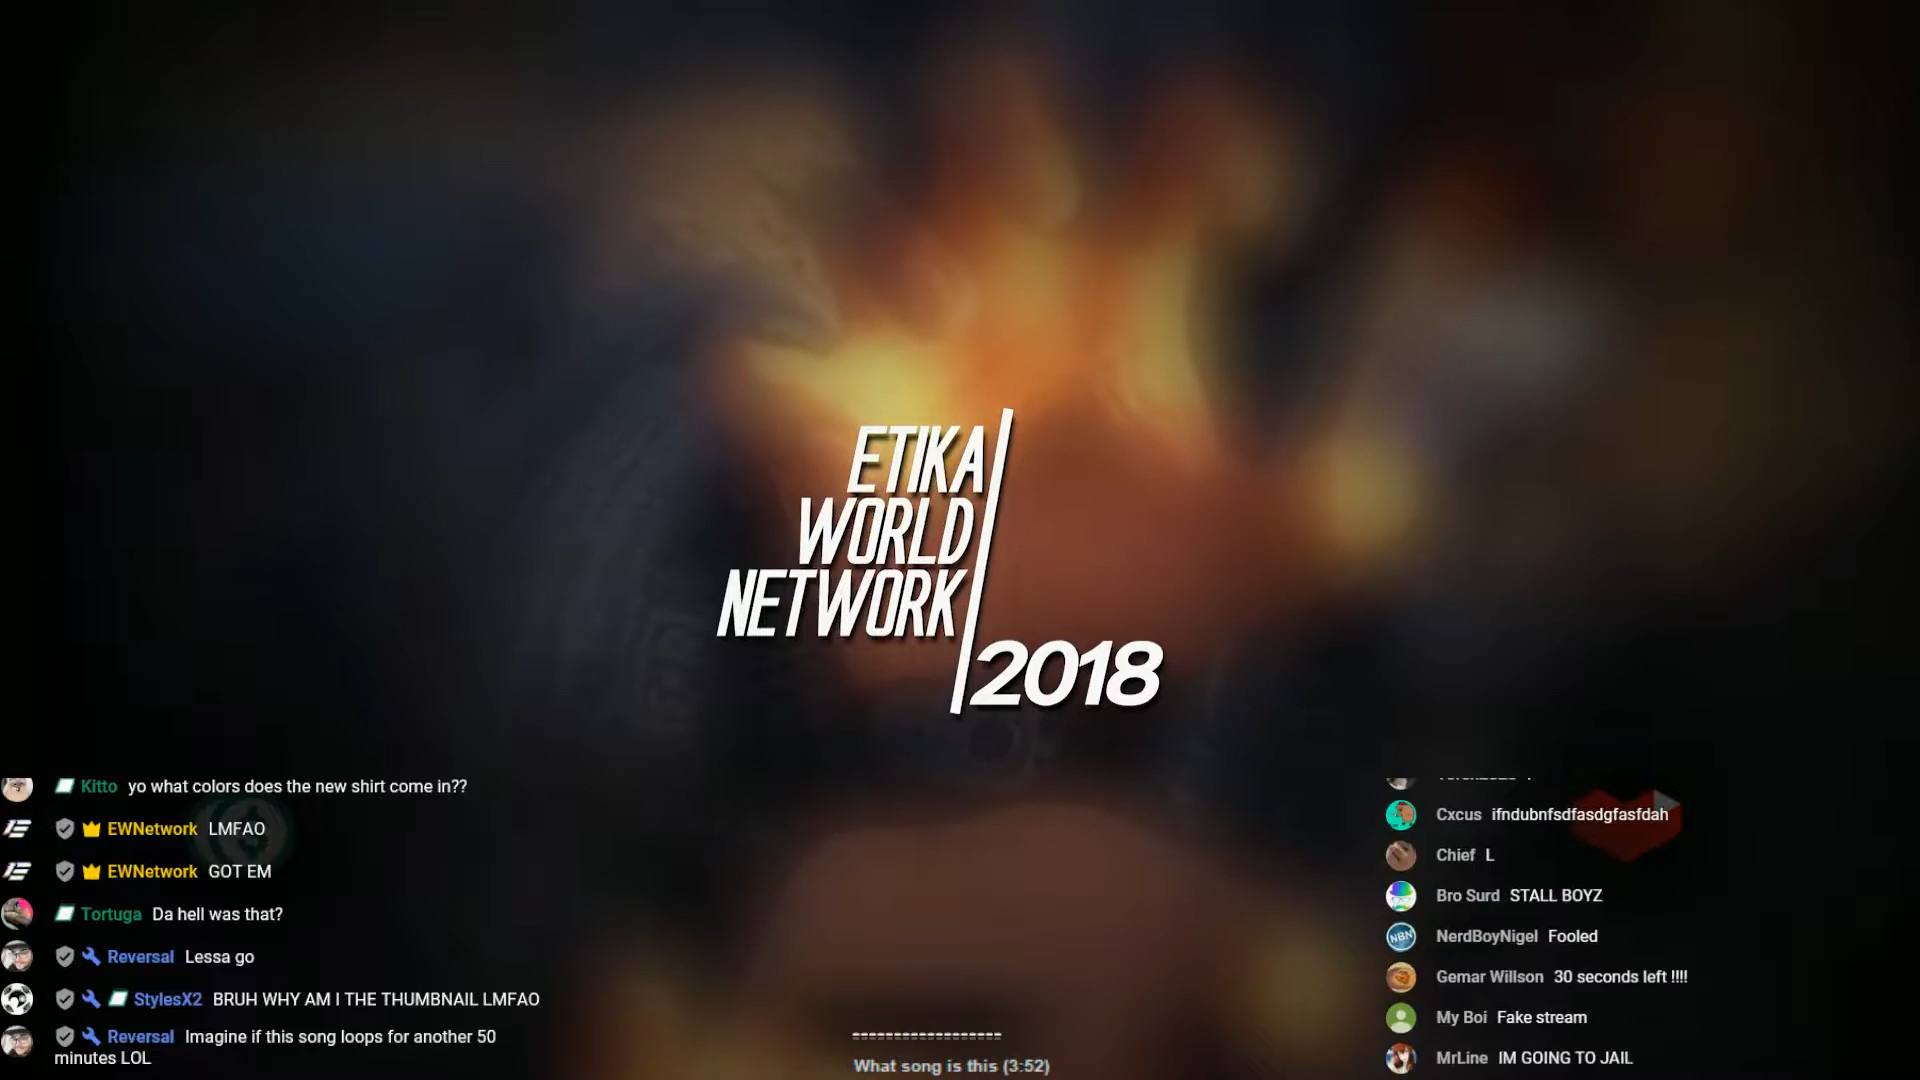 ETIKA
WORLD
NETWORK
2018
Kitto yo what colors does the new shirt come in??
EWNetwork LMFAO
EWNetwork GOT EM
Tortuga Da hell was that?
Reversal Lessa go
StylesX2 BRUH WHY AM I THE THUMBNAIL LMFAO
Reversal Imagine if this song loops for another 50
minutes LOL
------------------
What song is this (3:52)
Cxcus ifndubnfsdfasdgfasfdah
Chief L
Bro Surd STALL BOYZ
NBN
NerdBoyNigel Fooled
Gemar Willson 30 seconds left !!!!
My Boi Fake stream
MrLine IM GOING TO JAIL